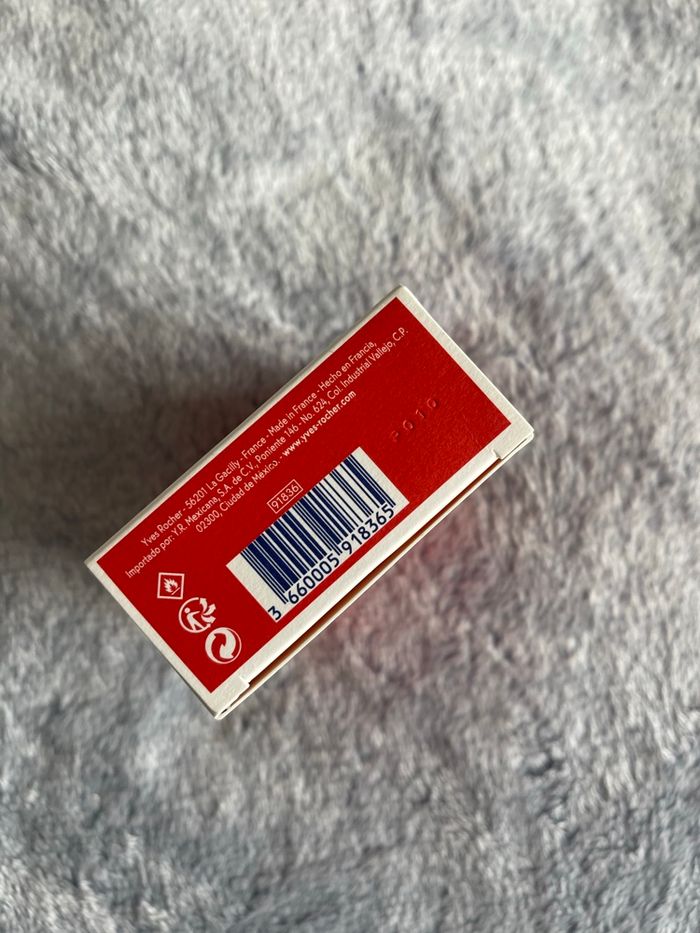 Yves Rocher - 56201 La Gacilly - France - Made in France - Hecho en Francia,
Importado por: Y.R. Mexicana, S.A. de C.V., Poniente 146 - No. 624, Col. Industrial Vallejo, C.P.
02300, Ciudad de México. - www.yves-rocher.com
91836
3 660005 918365